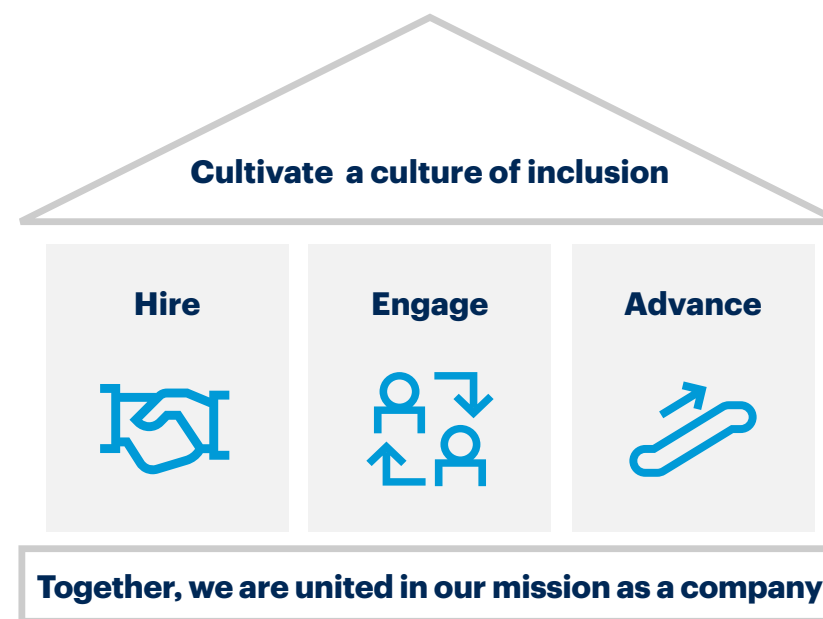 Cultivate a culture of inclusion
Hire
Engage
Advance
Together, we are united in our mission as a company